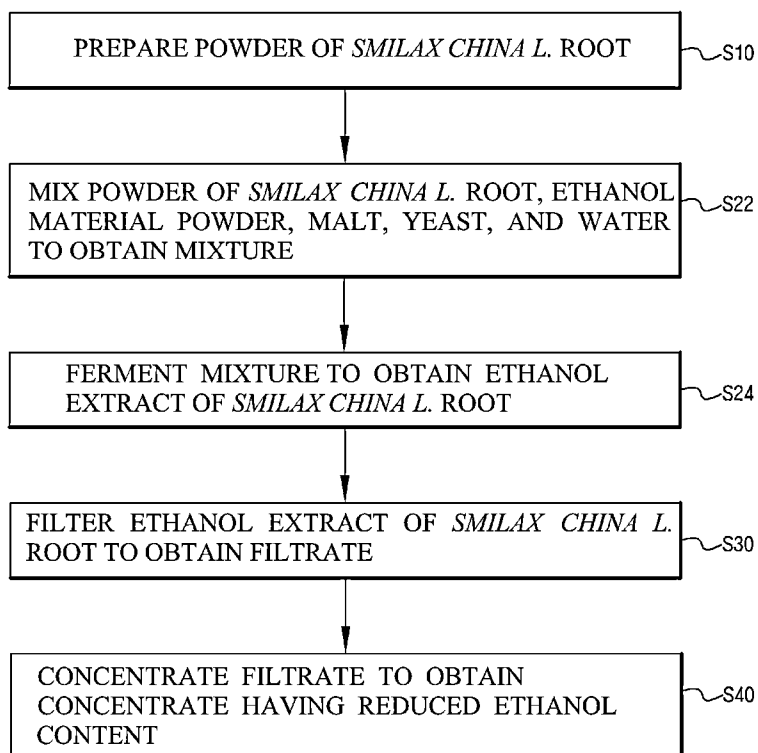 PREPARE POWDER OF SMILAX CHINA L. ROOT
S10
MIX POWDER OF SMILAX CHINA L. ROOT, ETHANOL
MATERIAL POWDER, MALT, YEAST, AND WATER
TO OBTAIN MIXTURE
S22
FERMENT MIXTURE TO OBTAIN ETHANOL
EXTRACT OF SMILAX CHINA L. ROOT
S24
FILTER ETHANOL EXTRACT OF SMILAX CHINA L.
ROOT TO OBTAIN FILTRATE
S30
CONCENTRATE FILTRATE TO OBTAIN
CONCENTRATE HAVING REDUCED ETHANOL
CONTENT
S40